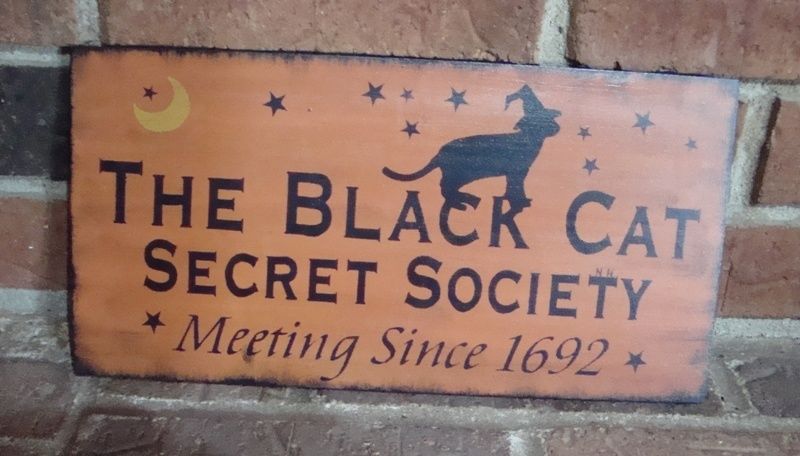 The Black Cat
Secret Society
Meeting Since 1692